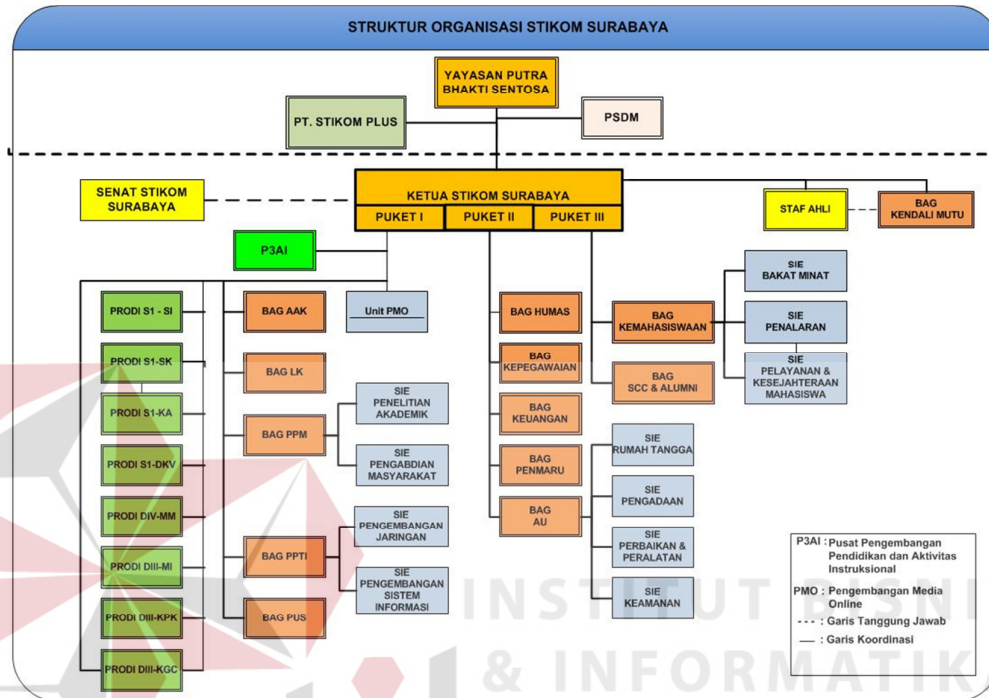 STRUKTUR ORGANISASI STIKOM SURABAYA
YAYASAN PUTRA
BHAKTI SENTOSA
PT. STIKOM PLUS
PSDM
SENAT STIKOM
SURABAYA
KETUA STIKOM SURABAYA
PUKET I
PUKET II
PUKET III
STAF AHLI
BAG
KENDALI MUTU
P3AI
PRODI S1 - SI
PRODI S1-SK
PRODI S1-KA
PRODI S1-DKV
PRODI DIV-MM
PRODI DIII-MI
PRODI DIII-KPK
PRODI DIII-KGC
BAG AAK
BAG LK
BAG PPM
BAG PPTI
BAG PUS
Unit PMO
SIE
PENELITIAN
AKADEMIK
SIE
PENGABDIAN
MASYARAKAT
SIE
PENGEMBANGAN
JARINGAN
SIE
PENGEMBANGAN
SISTEM
INFORMASI
BAG HUMAS
BAG
KEPEGAWAIAN
BAG
KEUANGAN
BAG
PENMARU
BAG
AU
SIE
RUMAH TANGGA
SIE
PENGADAAN
SIE
PERBAIKAN &
PERALATAN
SIE
KEAMANAN
BAG
KEMAHASISWAAN
BAG
SCC & ALUMNI
SIE
BAKAT MINAT
SIE
PENALARAN
SIE
PELAYANAN &
KESEJAHTERAAN
MAHASISWA
P3AI : Pusat Pengembangan
Pendidikan dan Aktivitas
Instruksional
PMO : Pengembangan Media
Online
- - - : Garis Tanggung Jawab
— : Garis Koordinasi
INSTITUT BISNI
& INFORMATIK